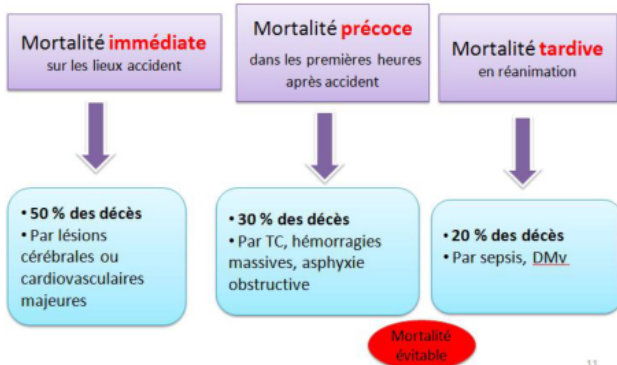 Mortalité immédiate
sur les lieux accident
Mortalité précoce
dans les premières heures
après accident
Mortalité tardive
en réanimation
• 50 % des décès
• Par lésions
cérébrales ou
cardiovasculaires
majeures
• 30 % des décès
• Par TC, hémorragies
massives, asphyxie
obstructive
• 20 % des décès
• Par sepsis, DMv
Mortalité
évitable
11